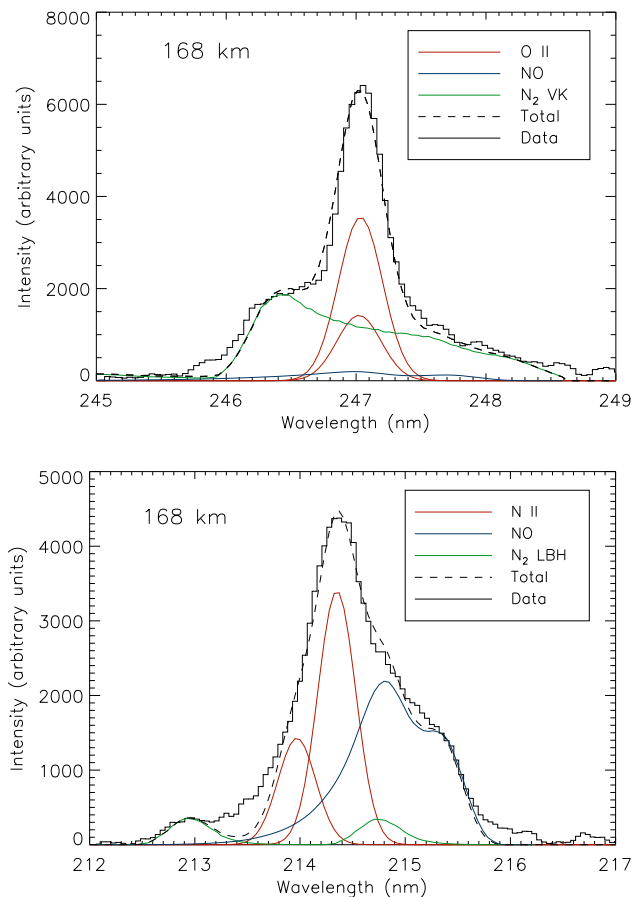 8000
6000
4000
2000
0
Intensity (arbitrary units)
168 km
O II
NO
N₂ VK
Total
Data
245 246 247 248 249
Wavelength (nm)
5000
4000
3000
2000
1000
0
Intensity (arbitrary units)
168 km
N II
NO
N₂ LBH
Total
Data
212 213 214 215 216 217
Wavelength (nm)